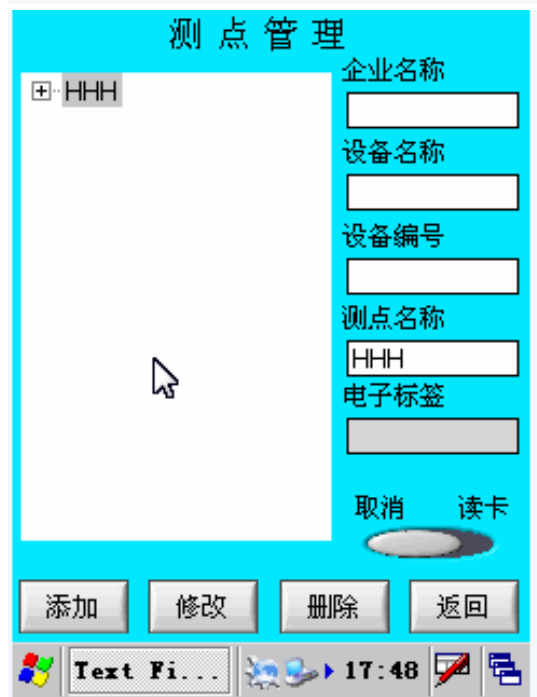 测点管理
HHH
企业名称
设备名称
设备编号
测点名称
HHH
电子标签
取消 读卡
添加 修改 删除 返回
Text Fi... 17:48